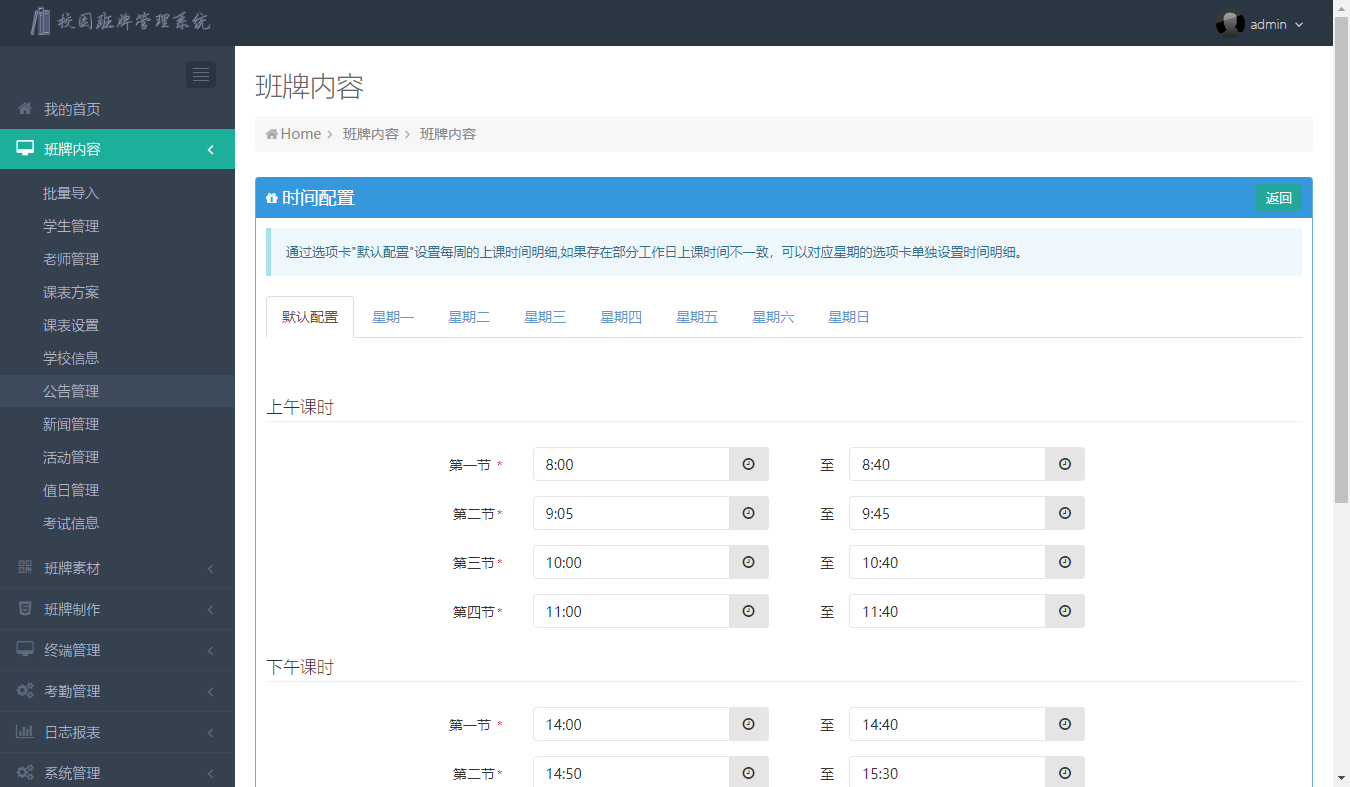 校园班牌管理系统
admin
我的首页
班牌内容
批量导入
学生管理
老师管理
课表方案
课表设置
学校信息
公告管理
新闻管理
活动管理
值日管理
考试信息
班牌素材
班牌制作
终端管理
考勤管理
日志报表
系统管理
班牌内容
Home > 班牌内容 > 班牌内容
时间配置 返回
通过选项卡"默认配置"设置每周的上课时间明细,如果存在部分工作日上课时间不一致，可以对应星期的选项卡单独设置时间明细。
默认配置 星期一 星期二 星期三 星期四 星期五 星期六 星期日
上午课时
第一节 * 8:00 至 8:40
第二节* 9:05 至 9:45
第三节* 10:00 至 10:40
第四节* 11:00 至 11:40
下午课时
第一节 * 14:00 至 14:40
第二节* 14:50 至 15:30